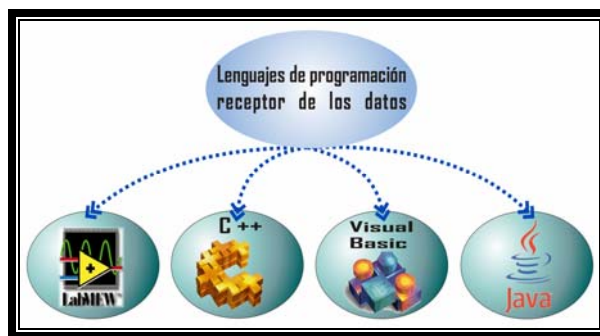 Lenguajes de programación
receptor de los datos
C ++
Visual
Basic
LabVIEW
Java